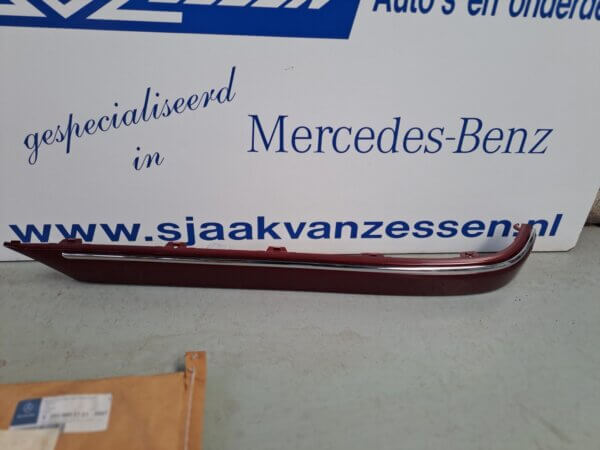 Auto's en onderde
gespecialiseerd
in
Mercedes-Benz
www.sjaakvanzessen.nl